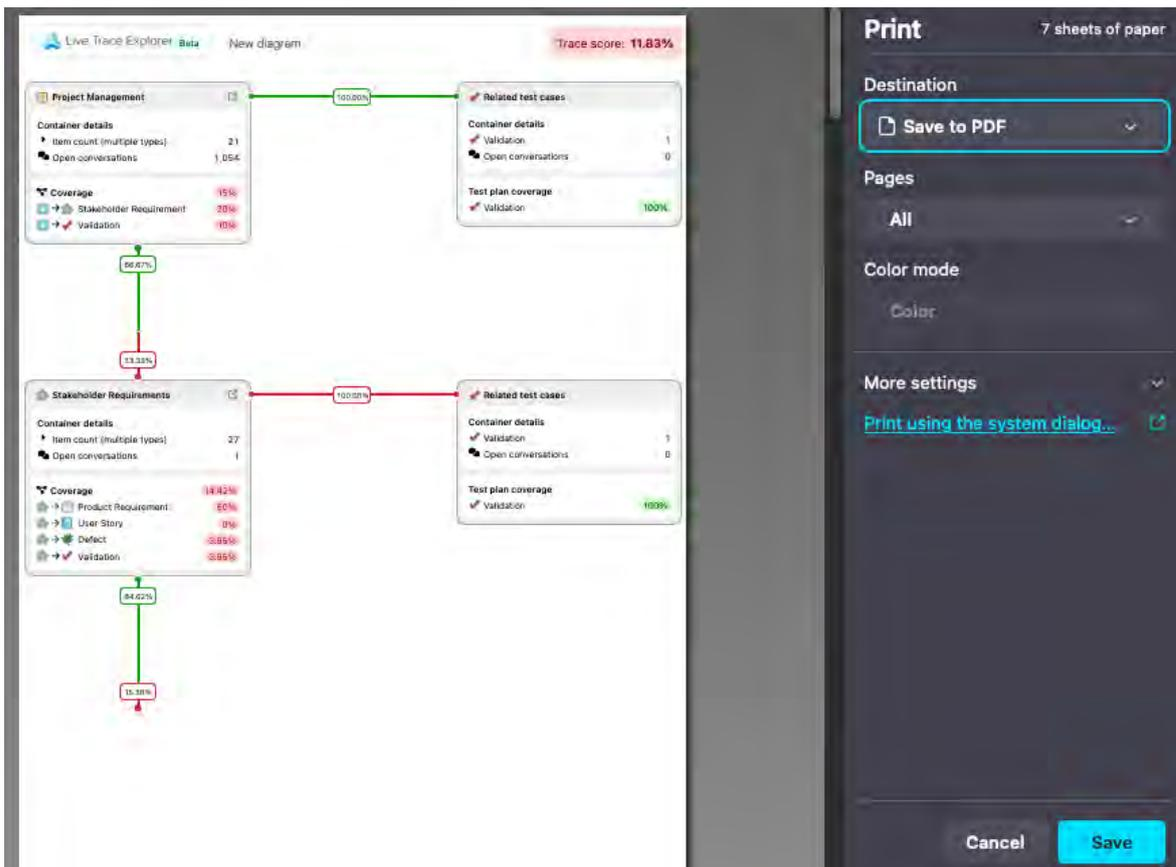 Live Trace Explorer Beta New diagram Trace score: 11.83%
Project Management
Container details
Item count (multiple types) 21
Open conversations 1,054
Coverage 15%
Stakeholder Requirement 20%
Validation 10%
100.00%
Related test cases
Container details
Validation 1
Open conversations 0
Test plan coverage
Validation 100%
66.67%
33.33%
Stakeholder Requirements
Container details
Item count (multiple types) 27
Open conversations 1
Coverage 14.42%
Product Requirement 50%
User Story 0%
Defect 3.85%
Validation 3.85%
100.00%
Related test cases
Container details
Validation 1
Open conversations 0
Test plan coverage
Validation 100%
84.62%
15.38%
Print 7 sheets of paper
Destination
Save to PDF
Pages
All
Color mode
Color
More settings
Print using the system dialog...
Cancel Save